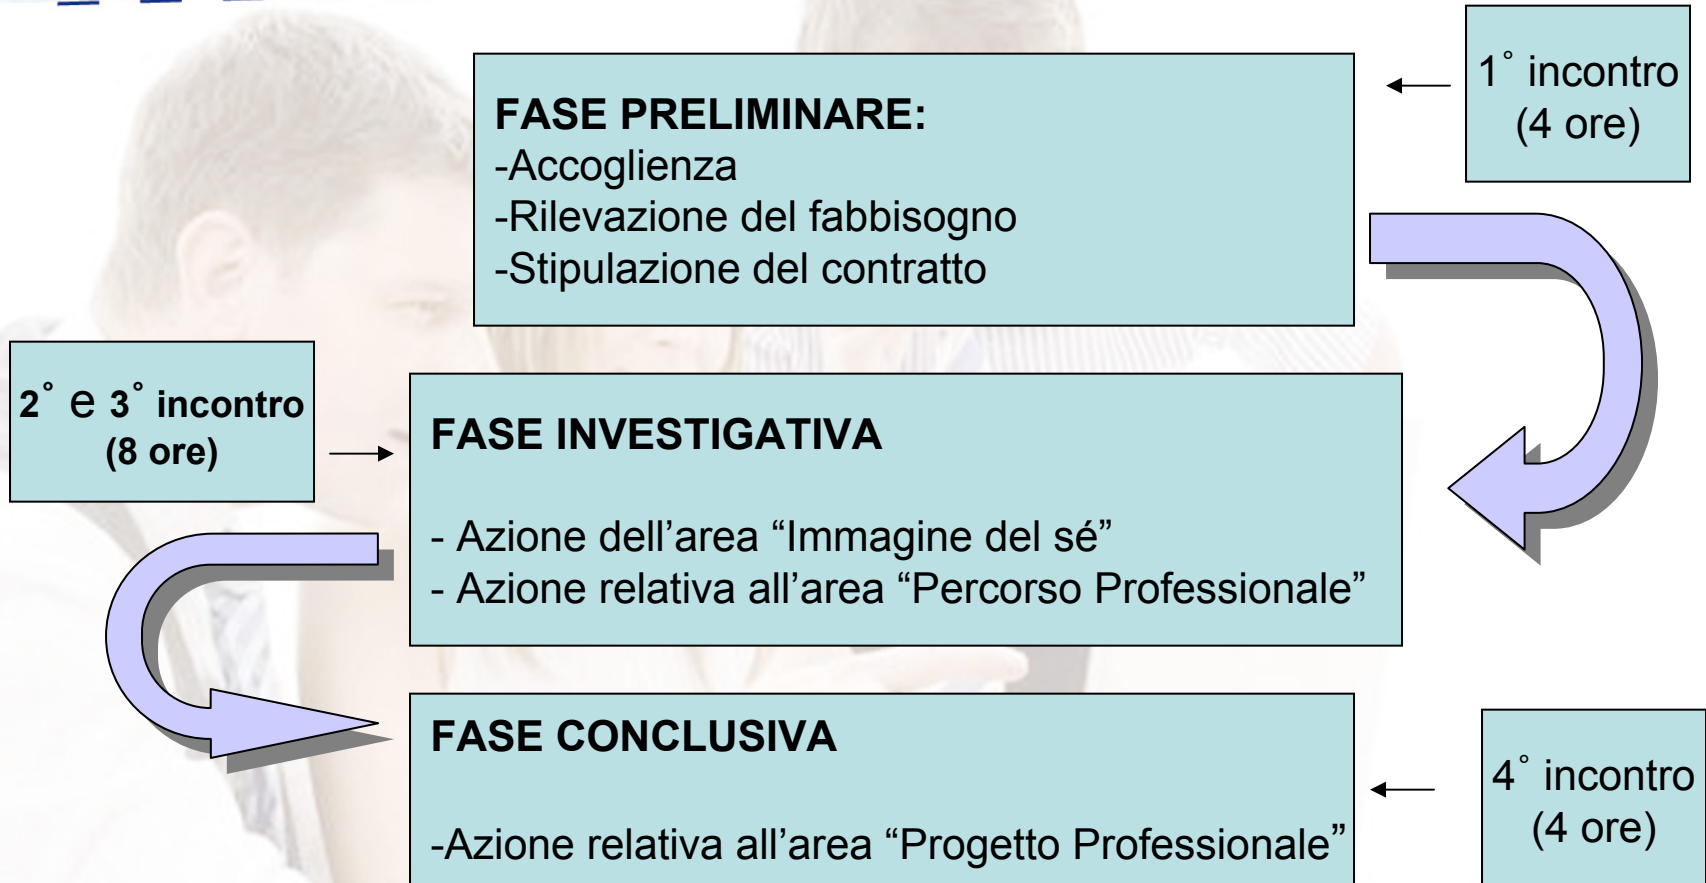 1° incontro
(4 ore)
FASE PRELIMINARE:
-Accoglienza
-Rilevazione del fabbisogno
-Stipulazione del contratto
2° e 3° incontro
(8 ore)
FASE INVESTIGATIVA
- Azione dell’area “Immagine del sé”
- Azione relativa all’area “Percorso Professionale”
FASE CONCLUSIVA
-Azione relativa all’area “Progetto Professionale”
4° incontro
(4 ore)